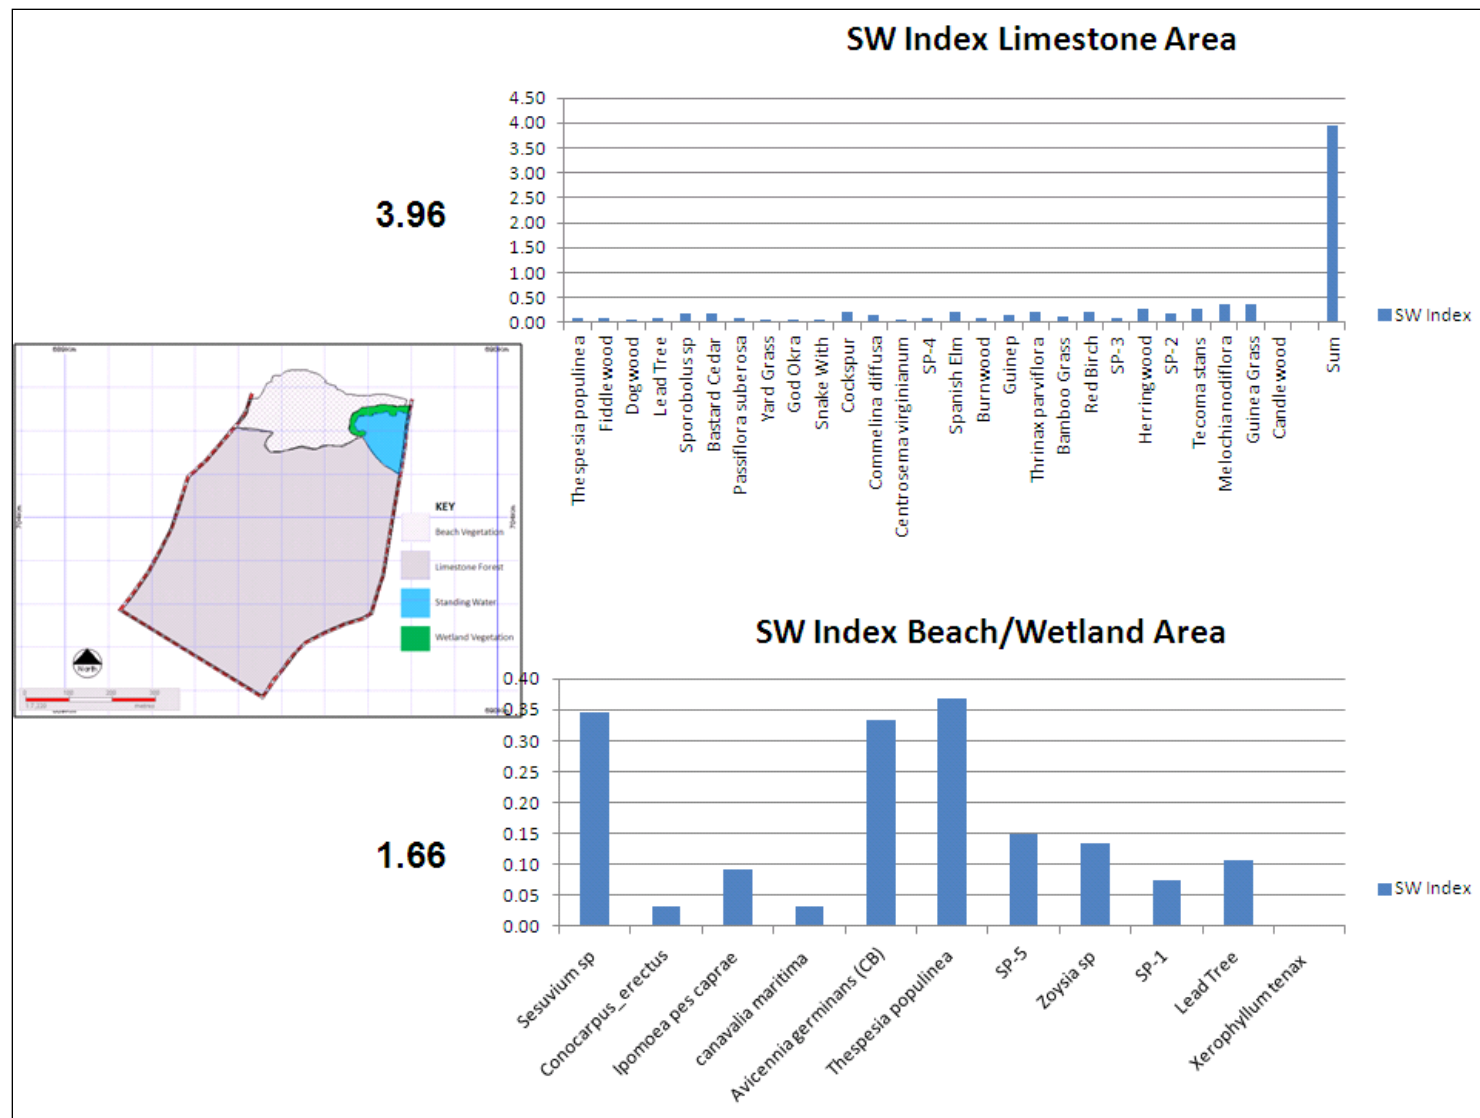 SW Index Limestone Area
4.50
4.00
3.50
3.00
2.50
2.00
1.50
1.00
0.50
0.00
3.96
SW Index
Thespesia populinea
Fiddlewood
Dogwood
Lead Tree
Sporobolus sp
Bastard Cedar
Passiflora suberosa
Yard Grass
God Okra
Snake With
Cockspur
Commelina diffusa
Centrosema virginianum
SP-4
Spanish Elm
Burnwood
Guinep
Thrinax parviflora
Bamboo Grass
Red Birch
SP-3
Herringwood
SP-2
Tecoma stans
Melochia nodiflora
Guinea Grass
Candlewood
Sum
KEY
Beach Vegetation
Limestone Forest
Standing Water
Wetland Vegetation
North
0 100 200 300
metres
SW Index Beach/Wetland Area
0.40
0.35
0.30
0.25
0.20
0.15
0.10
0.05
0.00
1.66
SW Index
Sesuvium sp
Conocarpus_erectus
Ipomoea pes caprae
canavalia maritima
Avicennia germinans (CB)
Thespesia populinea
SP-5
Zoysia sp
SP-1
Lead Tree
Xerophyllum tenax